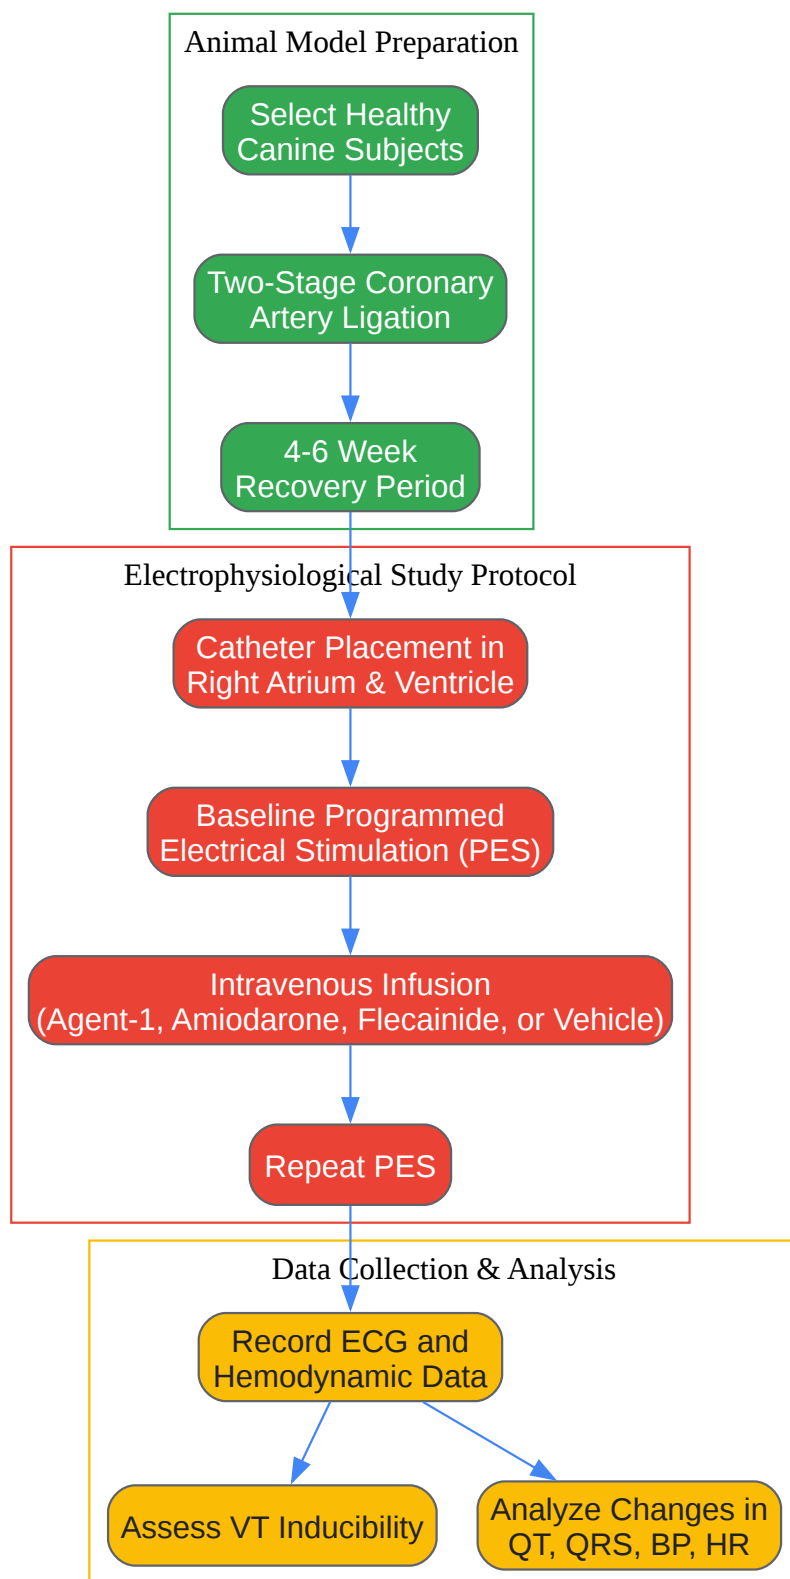 Animal Model Preparation
Select Healthy
Canine Subjects
Two-Stage Coronary
Artery Ligation
4-6 Week
Recovery Period
Electrophysiological Study Protocol
Catheter Placement in
Right Atrium & Ventricle
Baseline Programmed
Electrical Stimulation (PES)
Intravenous Infusion
(Agent-1, Amiodarone, Flecainide, or Vehicle)
Repeat PES
Data Collection & Analysis
Record ECG and
Hemodynamic Data
Assess VT Inducibility
Analyze Changes in
QT, QRS, BP, HR